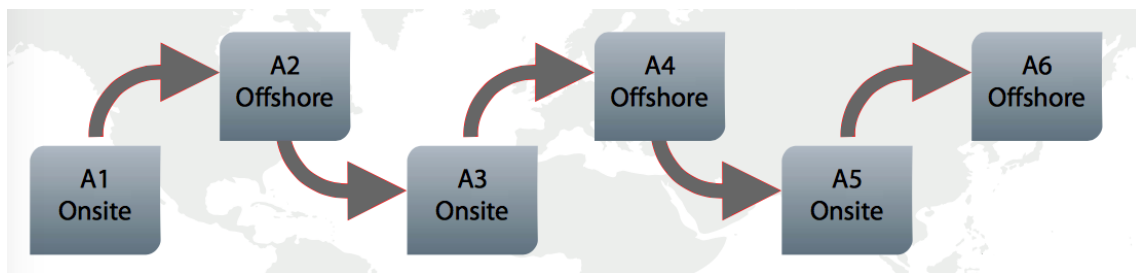 A1
Onsite
A2
Offshore
A3
Onsite
A4
Offshore
A5
Onsite
A6
Offshore